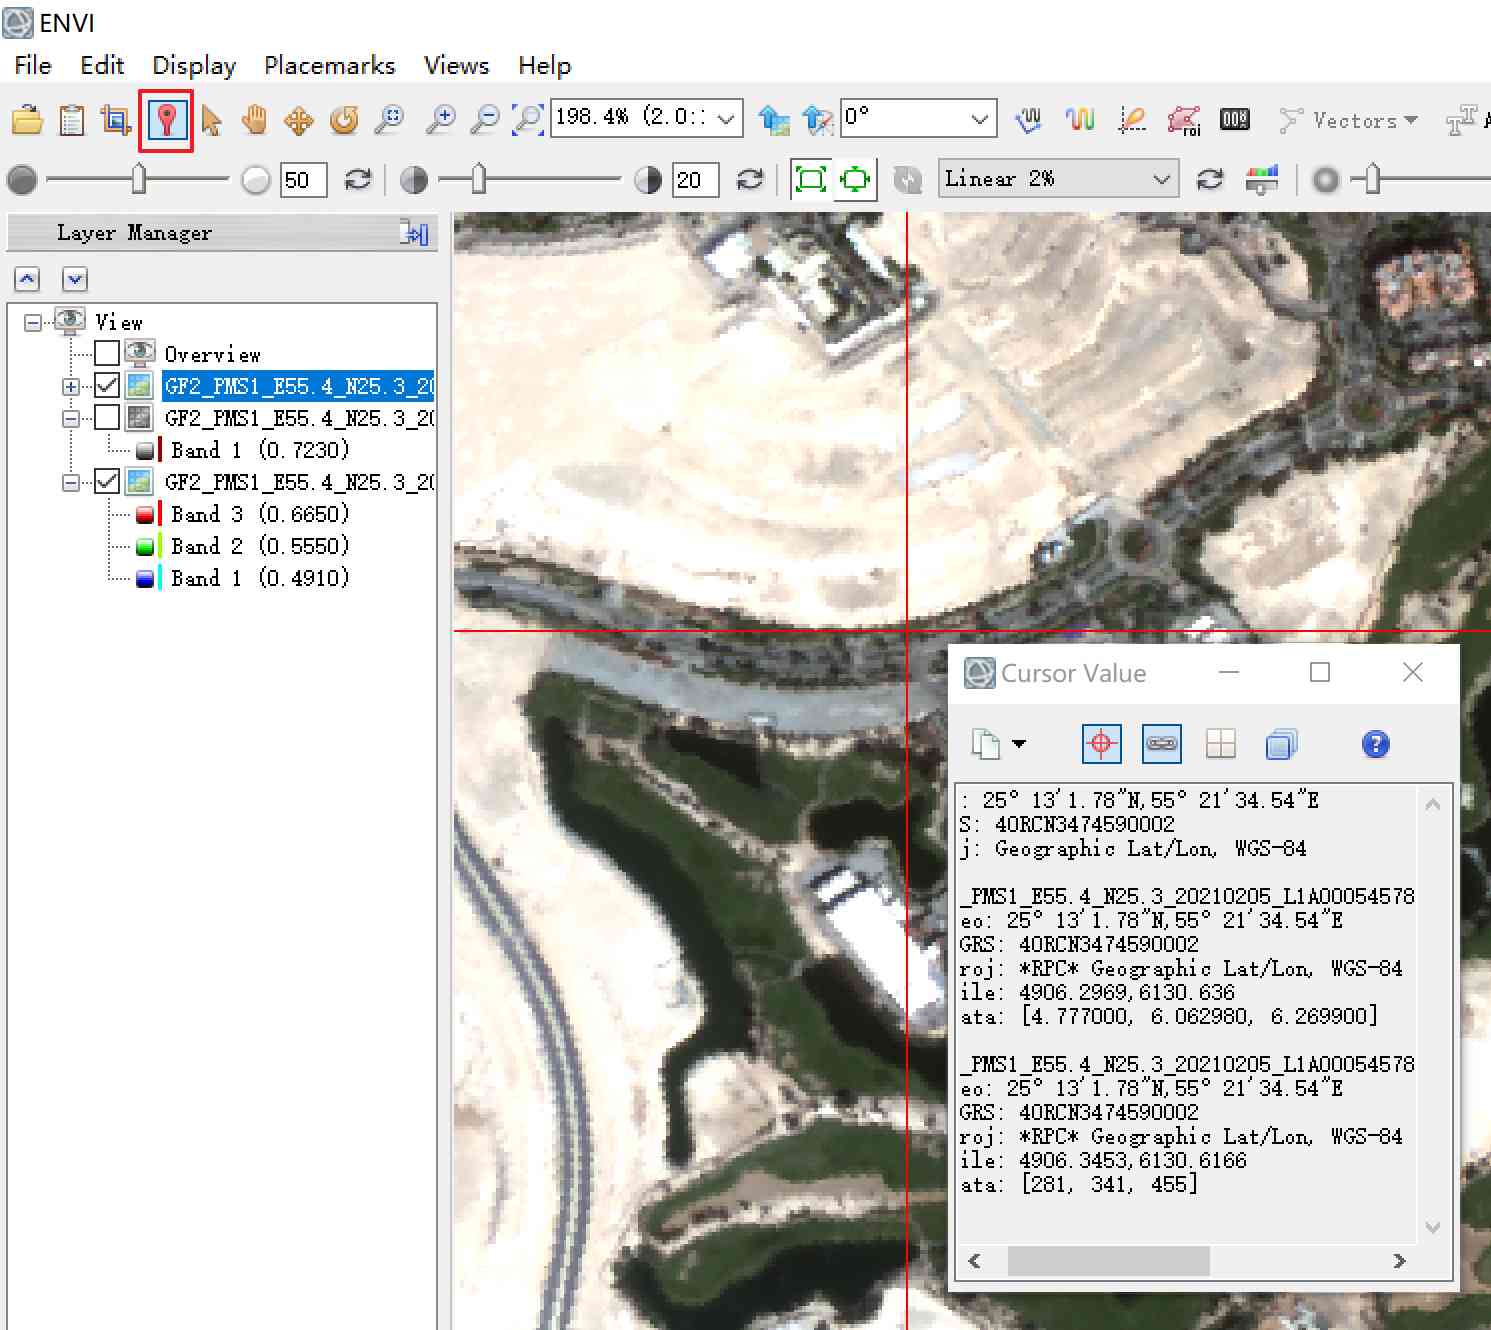 ENVI
File Edit Display Placemarks Views Help
198.4% (2.0:: 0° roi Vectors
50 20 Linear 2%
Layer Manager
View
Overview
GF2_PMS1_E55.4_N25.3_20
GF2_PMS1_E55.4_N25.3_20
Band 1 (0.7230)
GF2_PMS1_E55.4_N25.3_20
Band 3 (0.6650)
Band 2 (0.5550)
Band 1 (0.4910)
Cursor Value
: 25° 13'1.78"N,55° 21'34.54"E
S: 40RCN3474590002
j: Geographic Lat/Lon, WGS-84
_PMS1_E55.4_N25.3_20210205_L1A00054578
eo: 25° 13'1.78"N,55° 21'34.54"E
GRS: 40RCN3474590002
roj: *RPC* Geographic Lat/Lon, WGS-84
ile: 4906.2969,6130.636
ata: [4.777000, 6.062980, 6.269900]
_PMS1_E55.4_N25.3_20210205_L1A00054578
eo: 25° 13'1.78"N,55° 21'34.54"E
GRS: 40RCN3474590002
roj: *RPC* Geographic Lat/Lon, WGS-84
ile: 4906.3453,6130.6166
ata: [281, 341, 455]